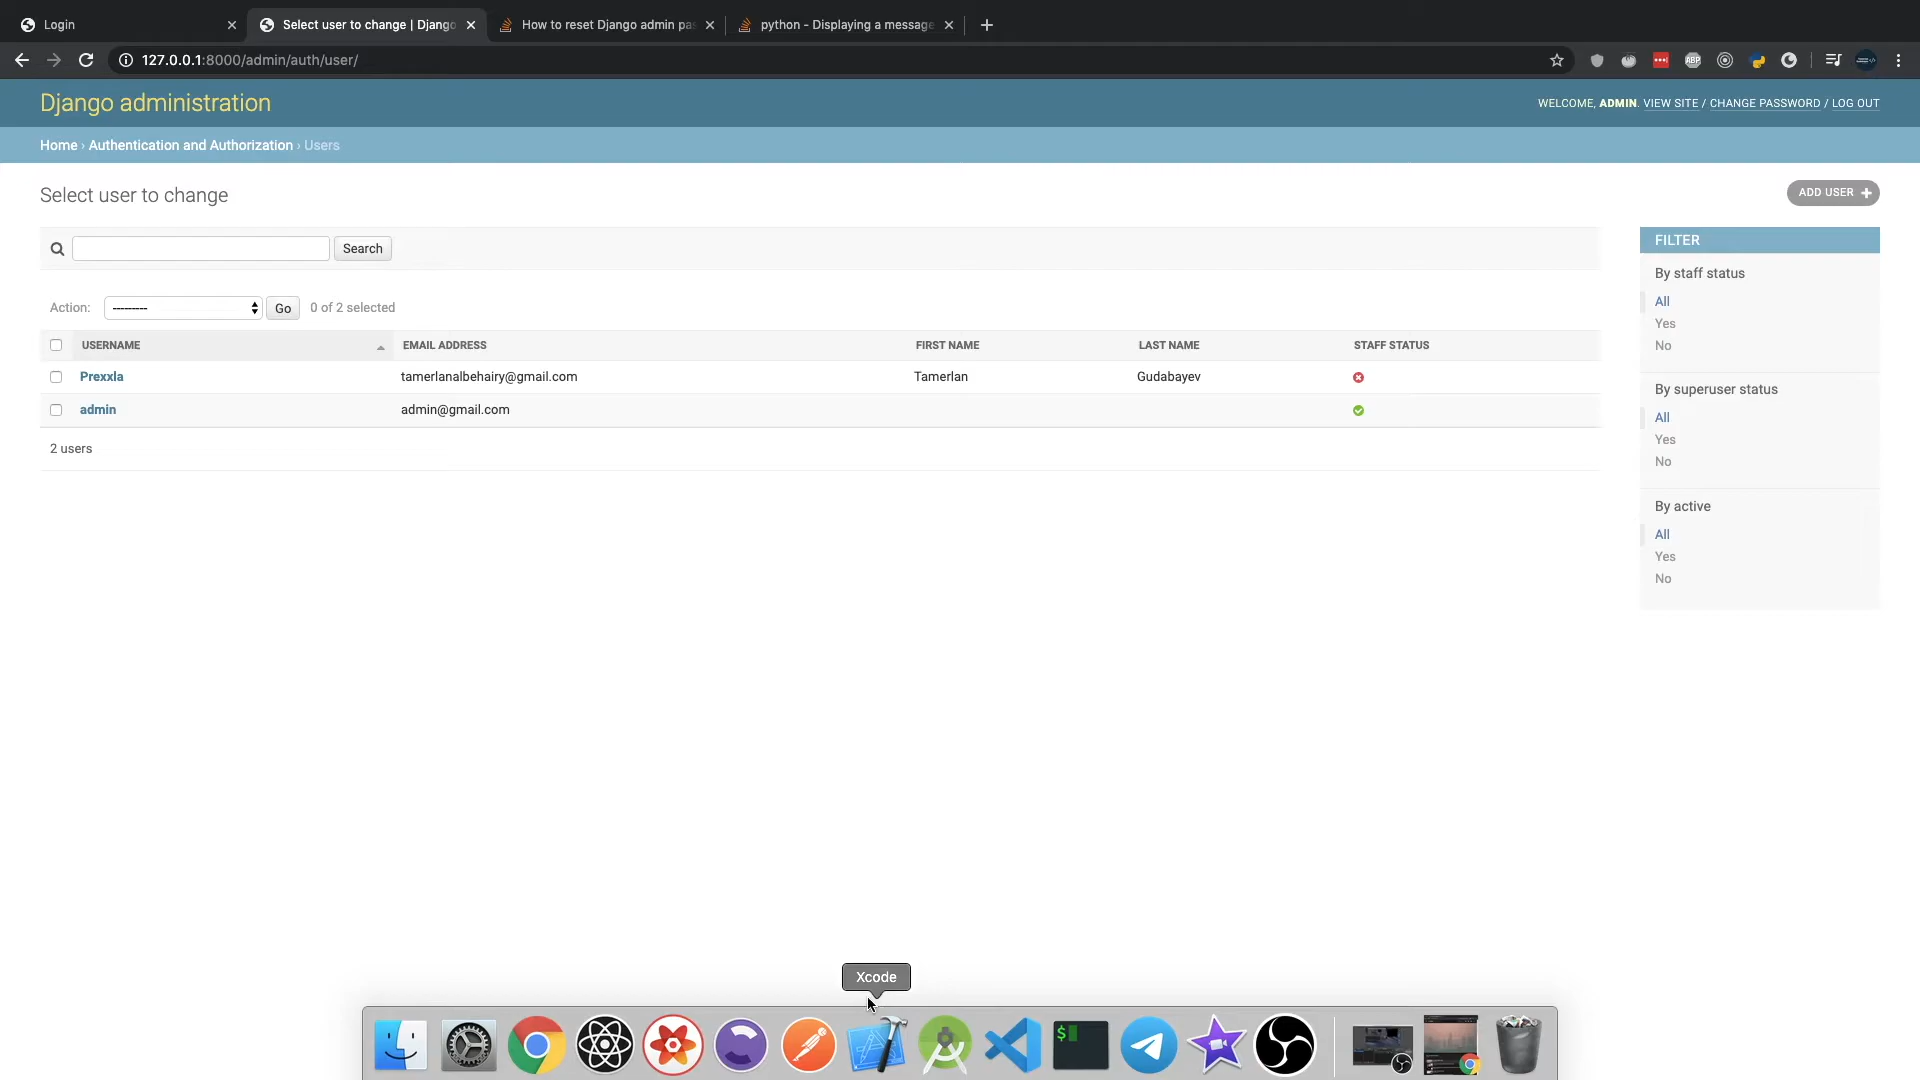 Login
Select user to change | Django
How to reset Django admin pas
python - Displaying a message
127.0.0.1:8000/admin/auth/user/
ABP
Django administration
WELCOME, ADMIN. VIEW SITE / CHANGE PASSWORD / LOG OUT
Home › Authentication and Authorization › Users
Select user to change
ADD USER
Search
Action: --------- Go 0 of 2 selected
USERNAME EMAIL ADDRESS FIRST NAME LAST NAME STAFF STATUS
Prexxla tamerlanalbehairy@gmail.com Tamerlan Gudabayev
admin admin@gmail.com
2 users
FILTER
By staff status
All
Yes
No
By superuser status
All
Yes
No
By active
All
Yes
No
Xcode
$